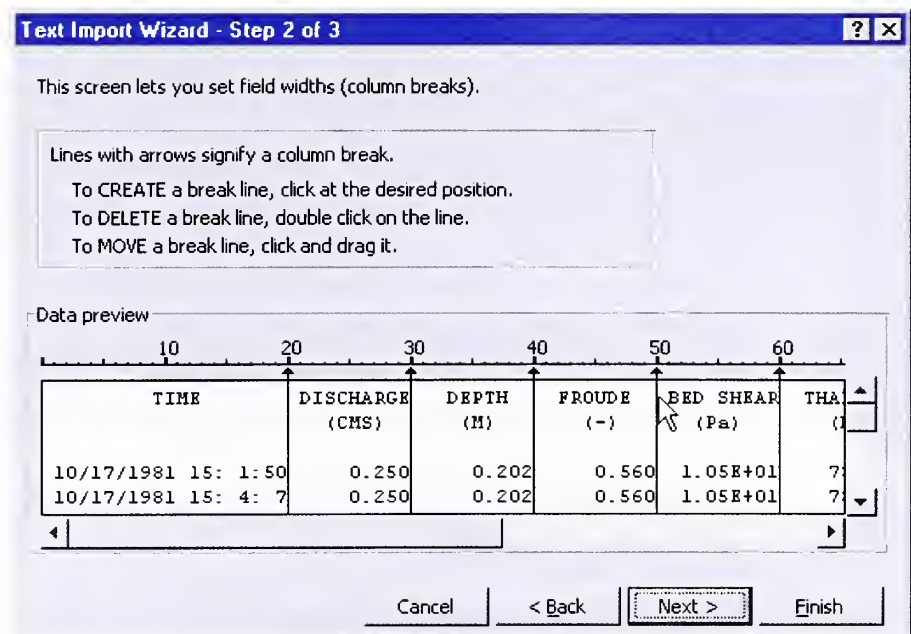 Text Import Wizard - Step 2 of 3
? ×
This screen lets you set field widths (column breaks).
Lines with arrows signify a column break.
To CREATE a break line, click at the desired position.
To DELETE a break line, double click on the line.
To MOVE a break line, click and drag it.
Data preview
10 20 30 40 50 60
TIME DISCHARGE DEPTH FROUDE BED SHEAR THA
(CMS) (M) (-) (Pa)
10/17/1981 15: 1:50 0.250 0.202 0.560 1.05E+01 7
10/17/1981 15: 4: 7 0.250 0.202 0.560 1.05E+01 7
Cancel < Back Next > Finish